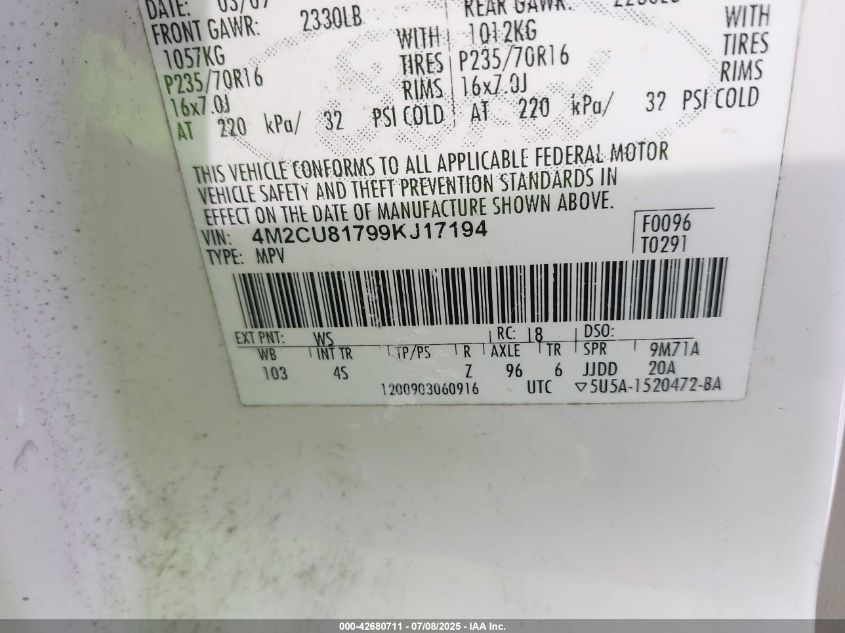 DATE: 03/09
FRONT GAWR: 2330LB REAR GAWR:
1057KG WITH 1012KG WITH
P235/70R16 TIRES P235/70R16 TIRES
16x7.0J RIMS 16x7.0J RIMS
AT 220 kPa/ 32 PSI COLD AT 220 kPa/ 32 PSI COLD
THIS VEHICLE CONFORMS TO ALL APPLICABLE FEDERAL MOTOR
VEHICLE SAFETY AND THEFT PREVENTION STANDARDS IN
EFFECT ON THE DATE OF MANUFACTURE SHOWN ABOVE.
VIN: 4M2CU81799KJ17194 F0096
TYPE: MPV T0291
EXT PNT: WS RC: 18 DSO:
WB INT TR TP/PS R AXLE TR SPR 9M71A
103 4S Z 96 6 JJDD 20A
1200903060916 UTC ▽5U5A-1520472-BA
000-42680711 - 07/08/2025 - IAA Inc.